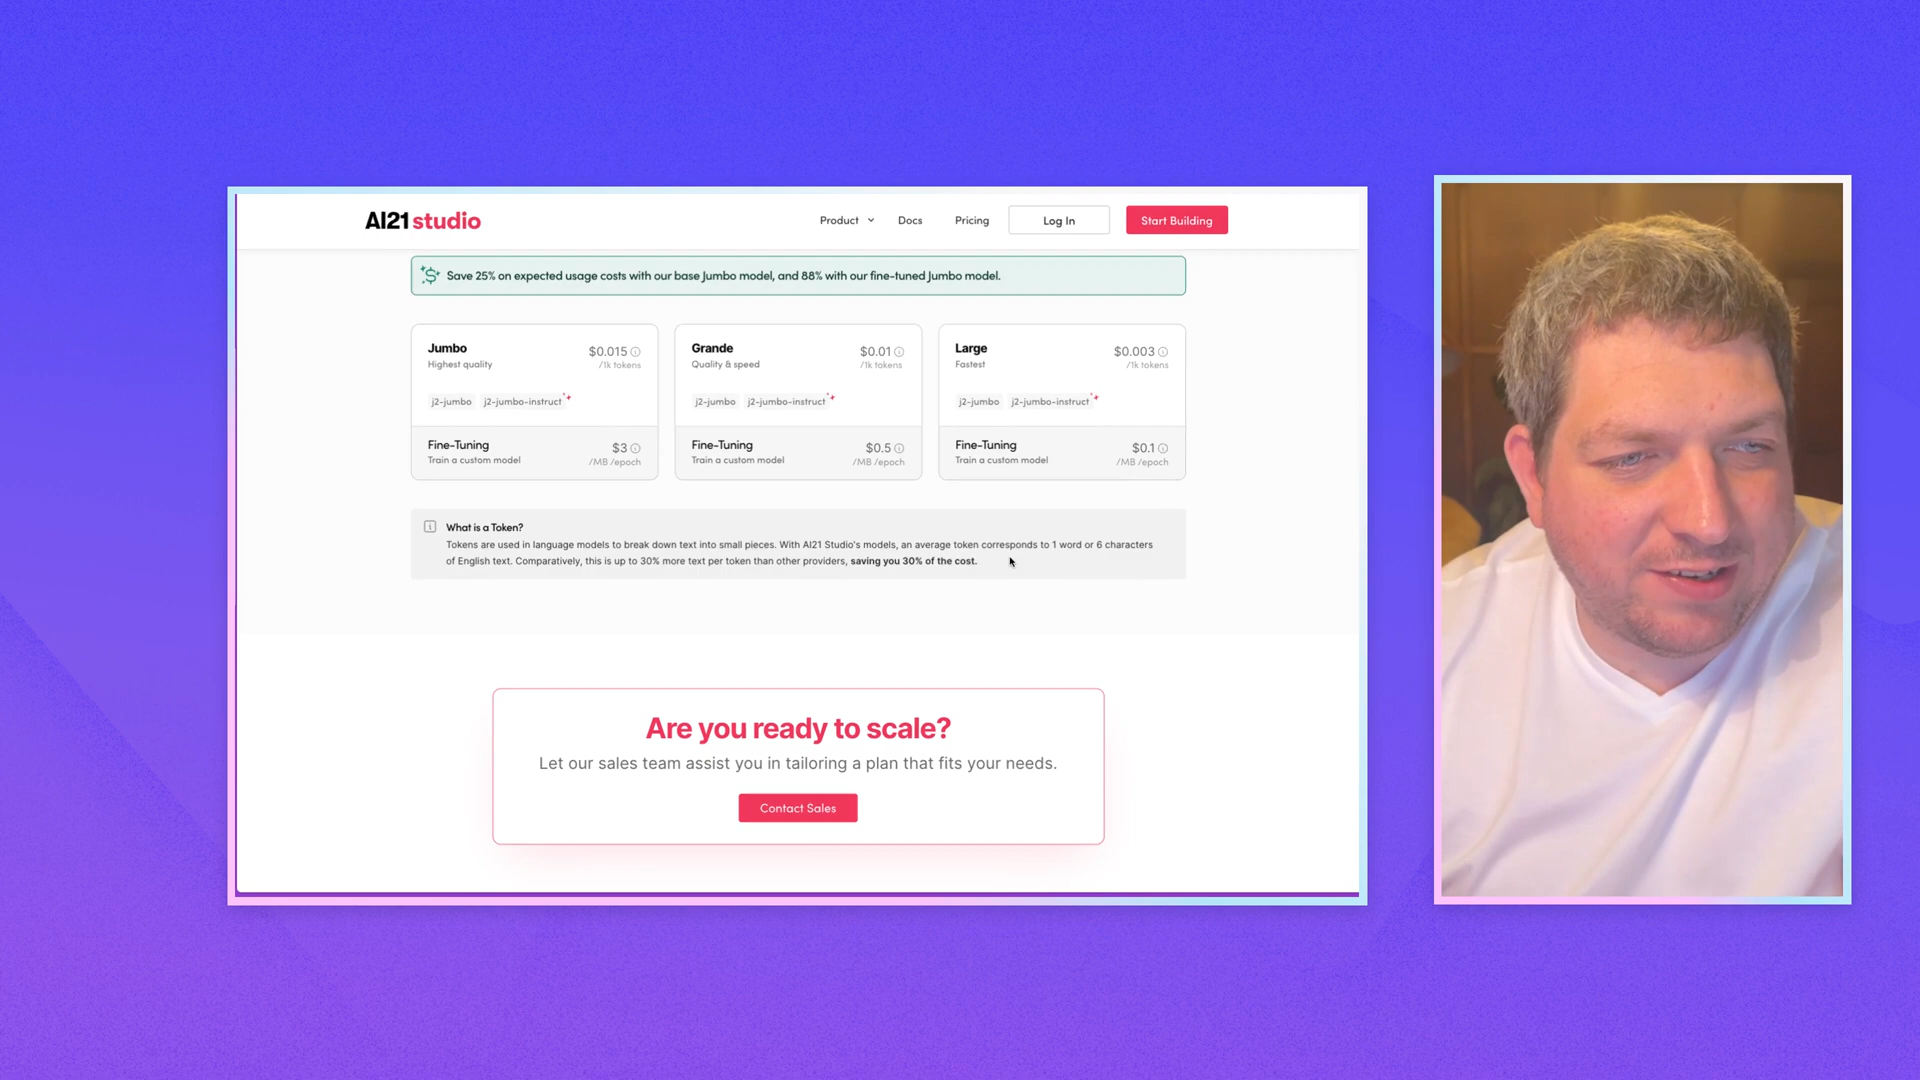 AI21 studio
Product Docs Pricing Log In Start Building
Save 25% on expected usage costs with our base Jumbo model, and 88% with our fine-tuned Jumbo model.
Jumbo $0.015
Highest quality /1k tokens
j2-jumbo j2-jumbo-instruct
Fine-Tuning $3
Train a custom model /MB /epoch
Grande $0.01
Quality & speed /1k tokens
j2-jumbo j2-jumbo-instruct
Fine-Tuning $0.5
Train a custom model /MB /epoch
Large $0.003
Fastest /1k tokens
j2-jumbo j2-jumbo-instruct
Fine-Tuning $0.1
Train a custom model /MB /epoch
What is a Token?
Tokens are used in language models to break down text into small pieces. With AI21 Studio's models, an average token corresponds to 1 word or 6 characters
of English text. Comparatively, this is up to 30% more text per token than other providers, saving you 30% of the cost.
Are you ready to scale?
Let our sales team assist you in tailoring a plan that fits your needs.
Contact Sales